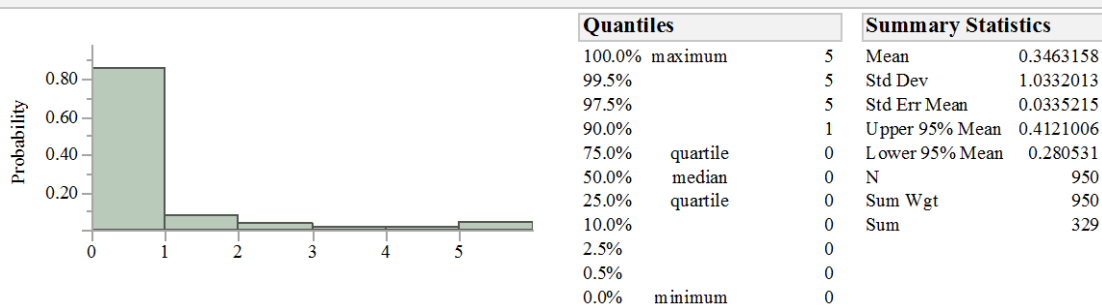 0.80
0.60
0.40
0.20
Probability
0 1 2 3 4 5
Quantiles
100.0% maximum 5
99.5% 5
97.5% 5
90.0% 1
75.0% quartile 0
50.0% median 0
25.0% quartile 0
10.0% 0
2.5% 0
0.5% 0
0.0% minimum 0
Summary Statistics
Mean 0.3463158
Std Dev 1.0332013
Std Err Mean 0.0335215
Upper 95% Mean 0.4121006
Lower 95% Mean 0.280531
N 950
Sum Wgt 950
Sum 329